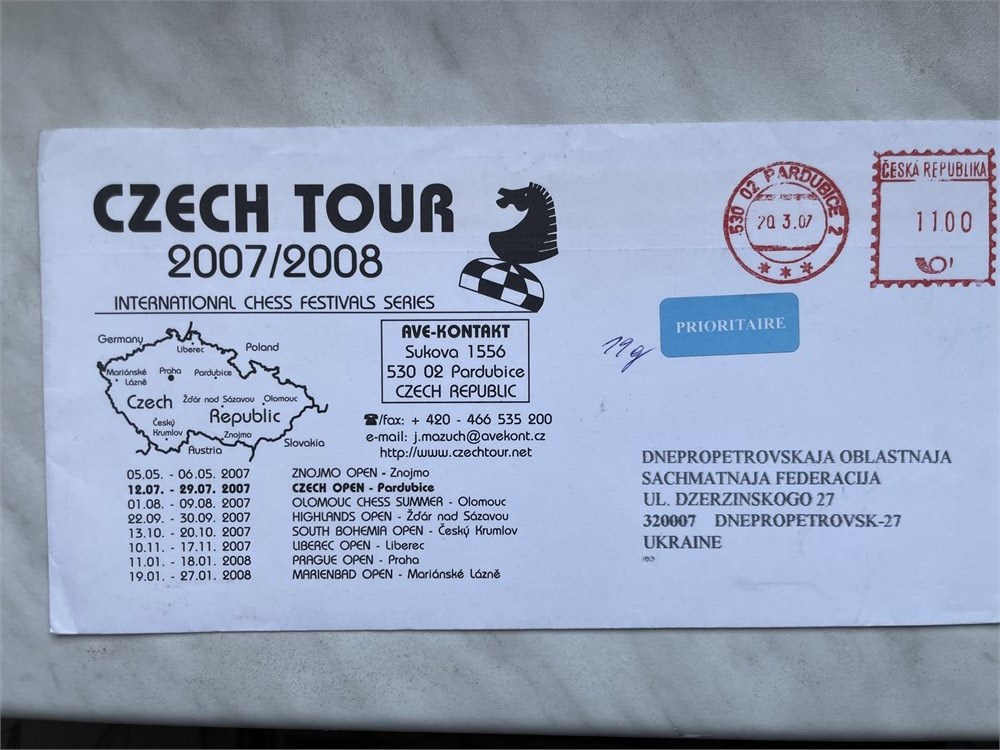 CZECH TOUR
2007/2008
INTERNATIONAL CHESS FESTIVALS SERIES
Germany
Liberec
Poland
Mariánské
Lázně
Praha
Pardubice
Czech
Žďár nad Sázavou
Olomouc
Republic
Český
Krumlov
Znojmo
Austria
Slovakia
AVE-KONTAKT
Sukova 1556
530 02 Pardubice
CZECH REPUBLIC
☎/fax: + 420 - 466 535 200
e-mail: j.mazuch@avekont.cz
http://www.czechtour.net
05.05. - 06.05. 2007 ZNOJMO OPEN - Znojmo
12.07. - 29.07. 2007 CZECH OPEN - Pardubice
01.08. - 09.08. 2007 OLOMOUC CHESS SUMMER - Olomouc
22.09. - 30.09. 2007 HIGHLANDS OPEN - Žďár nad Sázavou
13.10. - 20.10. 2007 SOUTH BOHEMIA OPEN - Český Krumlov
10.11. - 17.11. 2007 LIBEREC OPEN - Liberec
11.01. - 18.01. 2008 PRAGUE OPEN - Praha
19.01. - 27.01. 2008 MARIENBAD OPEN - Mariánské Lázně
530 02 PARDUBICE 2
20.3.07
ČESKÁ REPUBLIKA
11.00
PRIORITAIRE
19g
DNEPROPETROVSKAJA OBLASTNAJA
SACHMATNAJA FEDERACIJA
UL. DZERZINSKOGO 27
320007 DNEPROPETROVSK-27
UKRAINE